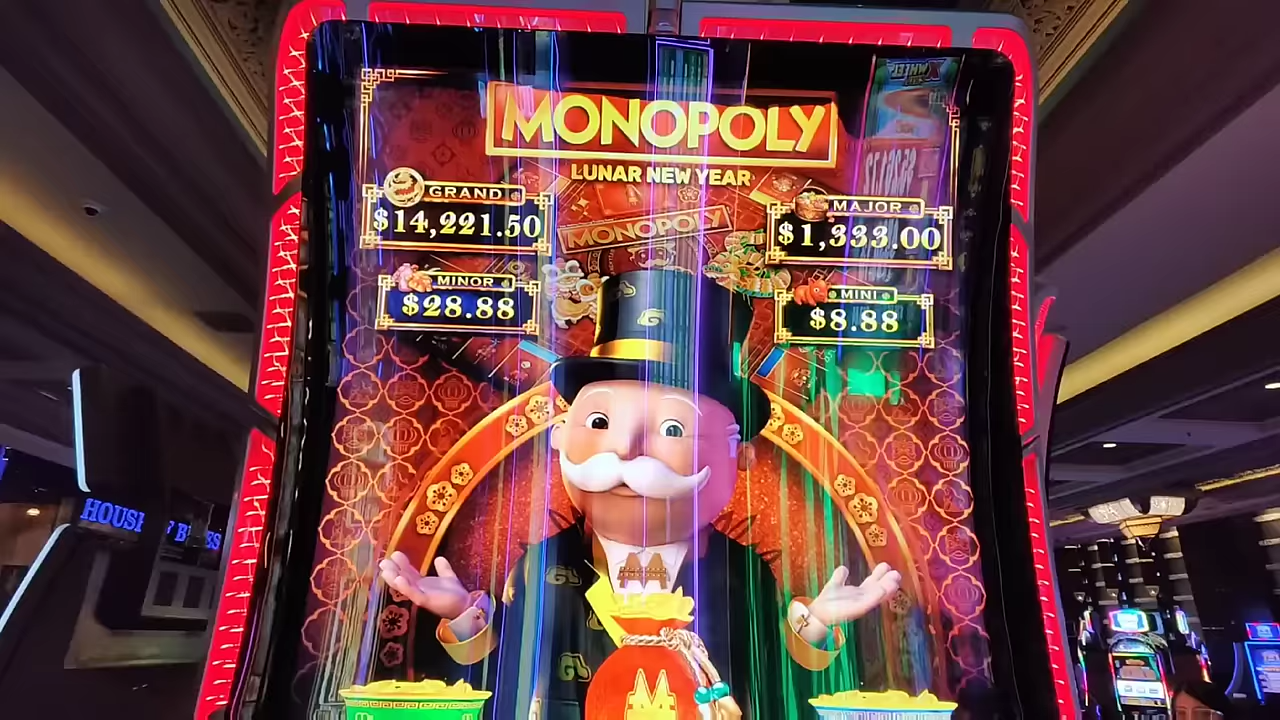 MONOPOLY
LUNAR NEW YEAR
GRAND
$14,221.50
MAJOR
$1,333.00
MONOPOLY
MINOR
$28.88
MINI
$8.88
HOUSE